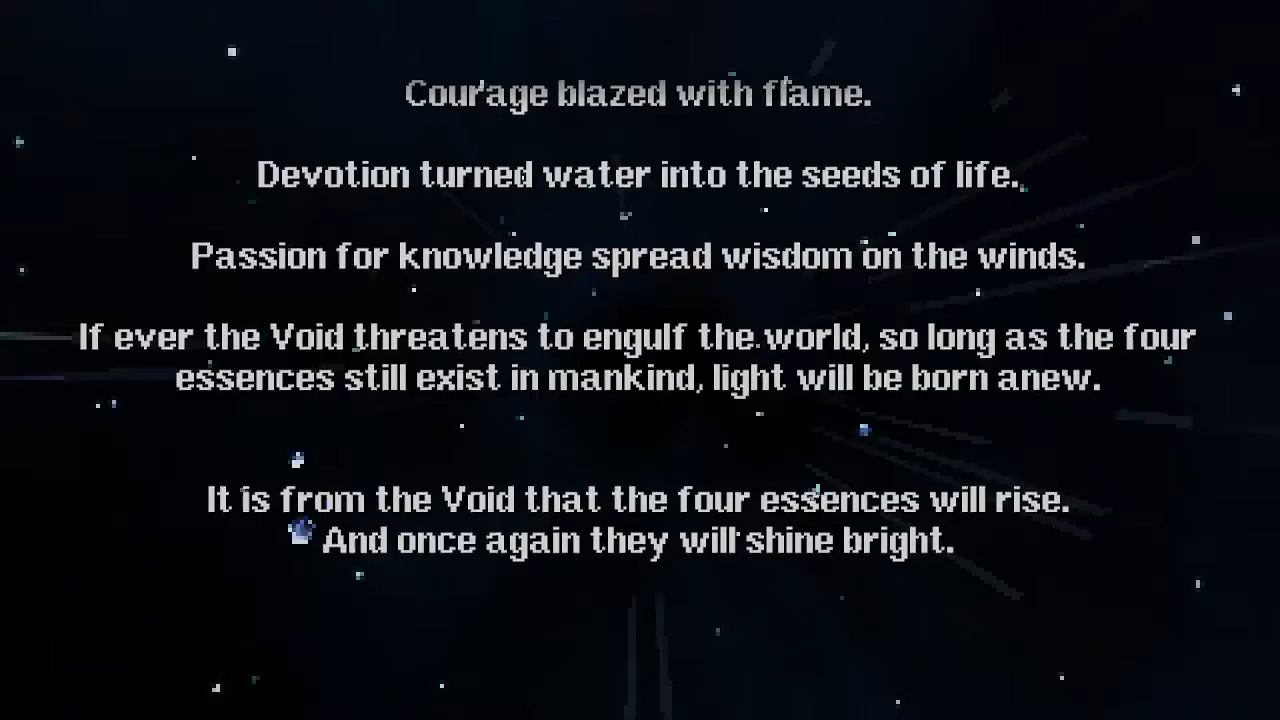 Courage blazed with flame.
Devotion turned water into the seeds of life.
Passion for knowledge spread wisdom on the winds.
If ever the Void threatens to engulf the world, so long as the four
essences still exist in mankind, light will be born anew.
It is from the Void that the four essences will rise.
And once again they will shine bright.